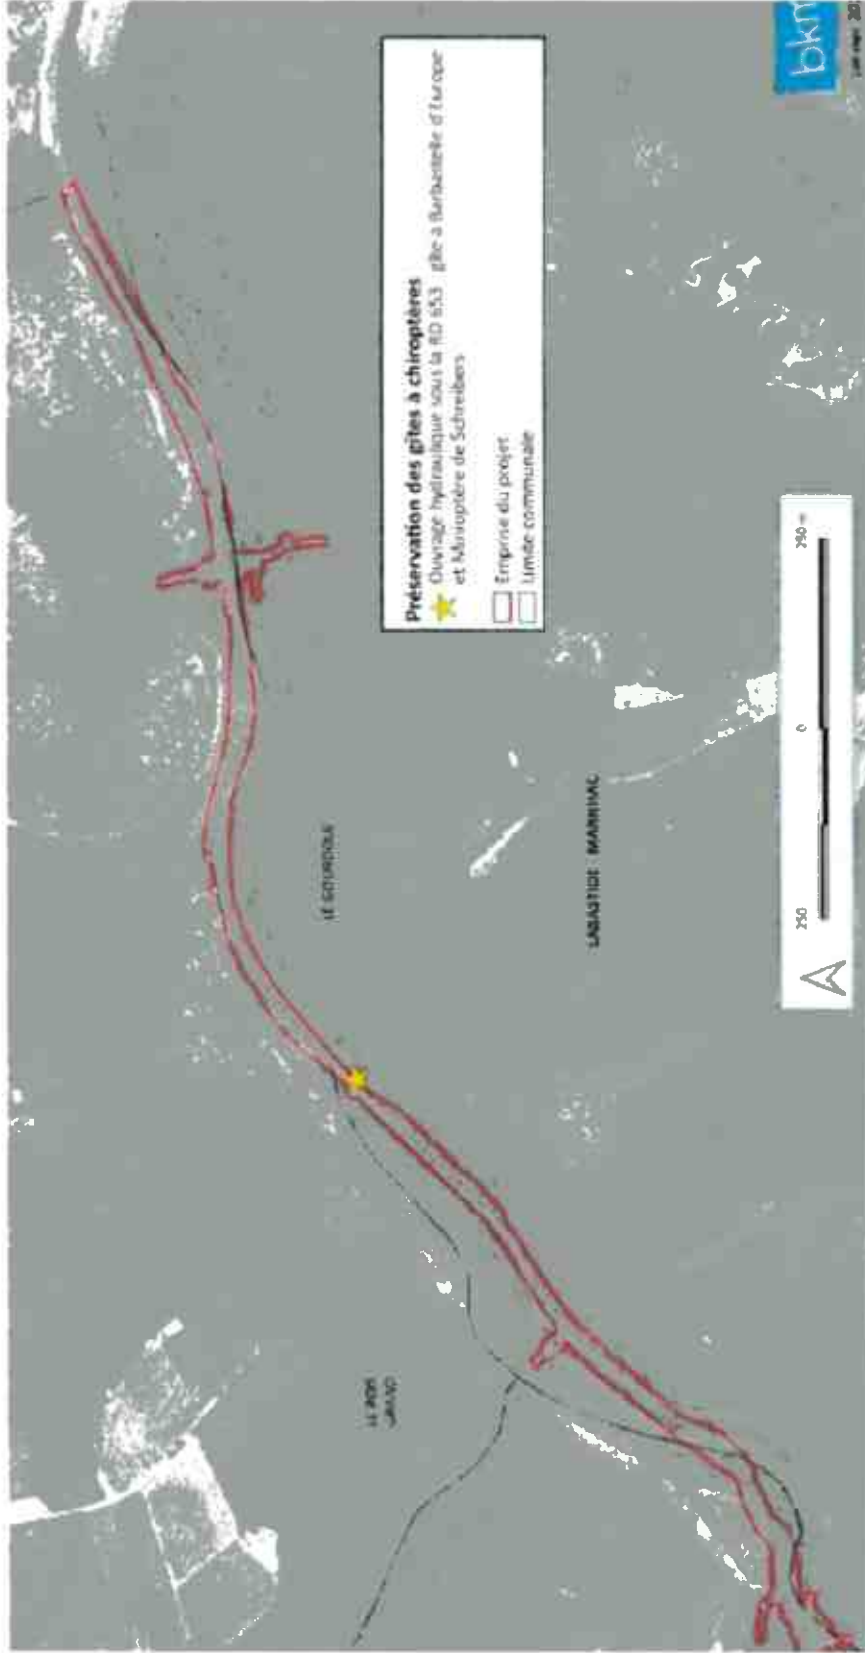 Préservation des gîtes à chiroptères
Ouvrage hydraulique sous la RD 653 gîte à Barbastelle d'Europe
et Minioptère de Schreibers
Emprise du projet
Limite communale
LE GOURDOLE
LABASTIDE MARNHAC
250 0 250 m
bkm